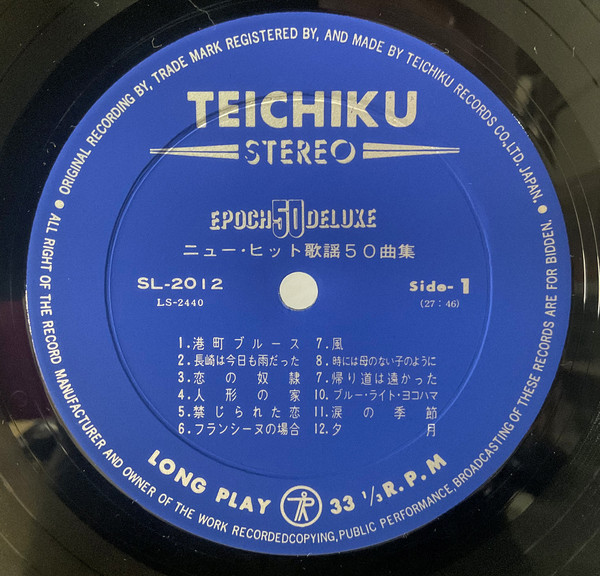 ● ORIGINAL RECORDING BY, TRADE MARK REGISTERED BY, AND MADE BY TEICHIKU RECORDS CO., LTD. JAPAN. ●
TEICHIKU
STEREO
EPOCH 50 DELUXE
ニュー・ヒット歌謡50曲集
SL-2012
LS-2440
Side-1
(27:46)
1.港町ブルース
2.長崎は今日も雨だった
3.恋の奴隷
4.人形の家
5.禁じられた恋
6.フランシーヌの場合
7.風
8.時には母のない子のように
7.帰り道は遠かった
10.ブルー・ライト・ヨコハマ
11.涙の季節
12.夕月
LONG PLAY 33 1/3 R.P.M
ALL RIGHT OF THE RECORD MANUFACTURER AND OWNER OF THE WORK RECORDEDCOPYING, PUBLIC PERFORMANCE, BROADCASTING OF THESE RECORDS ARE FOR BIDDEN.